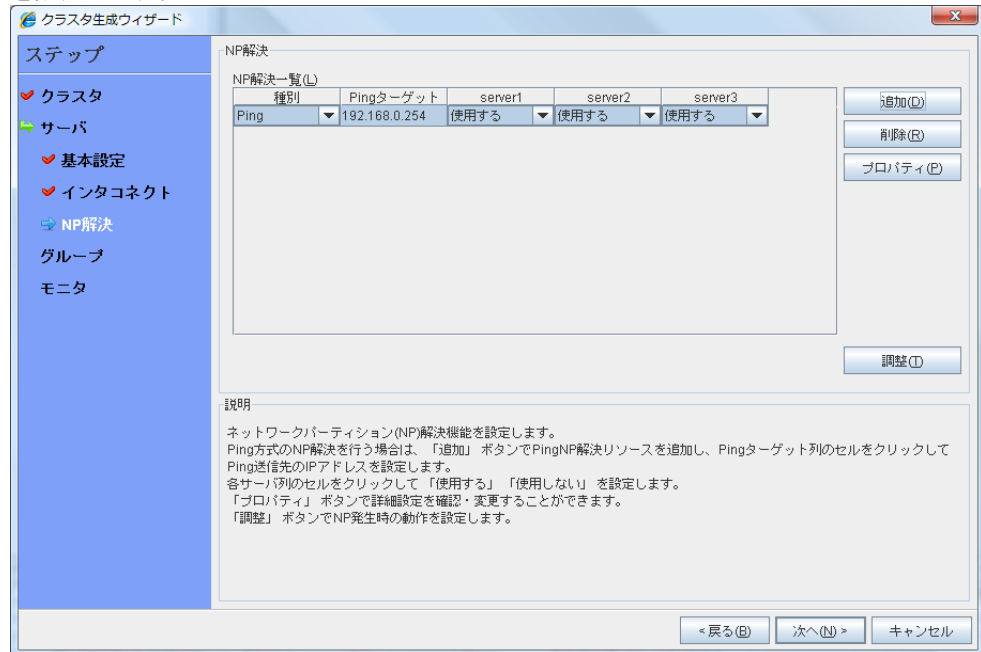 クラスタ生成ウィザード
ステップ
クラスタ
サーバ
基本設定
インタコネクト
NP解決
グループ
モニタ
NP解決
NP解決一覧(L)
種別 Pingターゲット server1 server2 server3
Ping 192.168.0.254 使用する 使用する 使用する
追加(D)
削除(R)
プロパティ(P)
調整(T)
説明
ネットワークパーティション(NP)解決機能を設定します。
Ping方式のNP解決を行う場合は、「追加」 ボタンでPingNP解決リソースを追加し、Pingターゲット列のセルをクリックして
Ping送信先のIPアドレスを設定します。
各サーバ列のセルをクリックして 「使用する」 「使用しない」 を設定します。
「プロパティ」 ボタンで詳細設定を確認・変更することができます。
「調整」 ボタンでNP発生時の動作を設定します。
<戻る(B) 次へ(N)> キャンセル